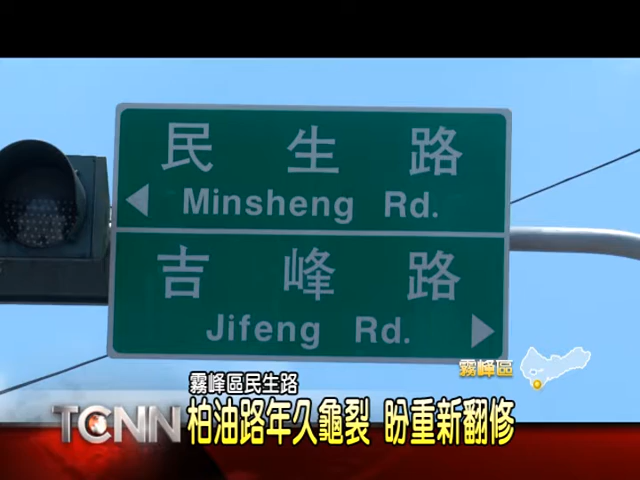 民生路
Minsheng Rd.
吉峰路
Jifeng Rd.
霧峰區
霧峰區民生路
TCNN
柏油路年久龜裂 盼重新翻修